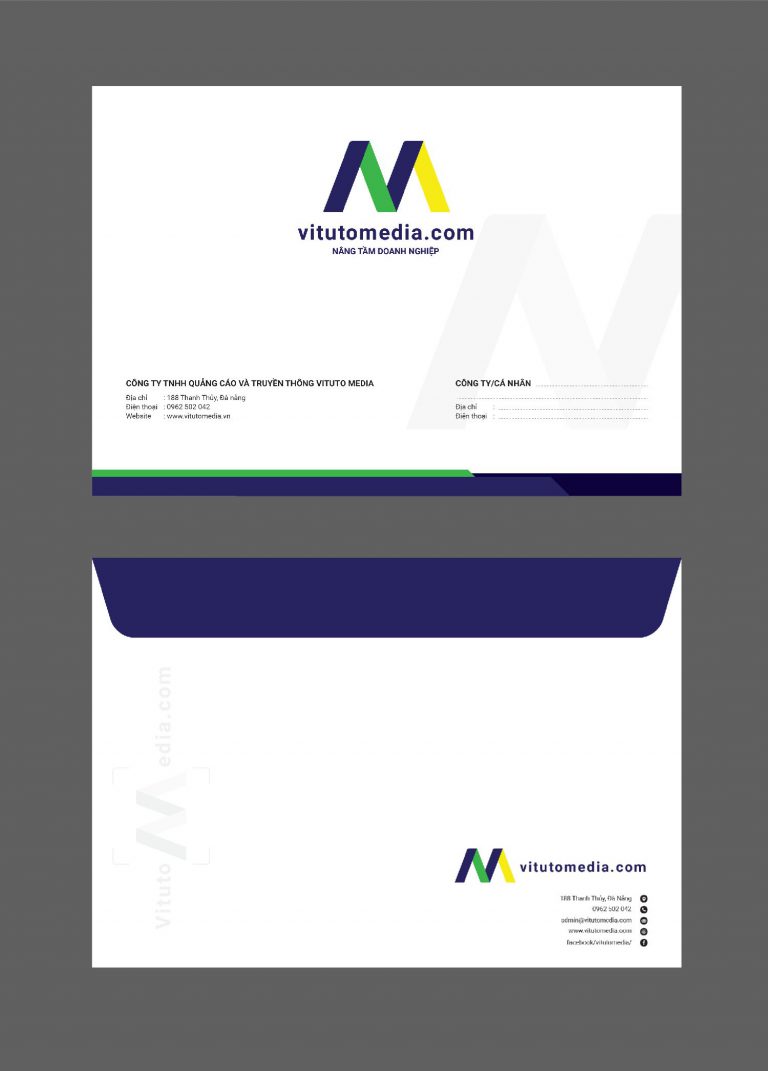 vitutomedia.com
NÂNG TẦM DOANH NGHIỆP
CÔNG TY TNHH QUẢNG CÁO VÀ TRUYỀN THÔNG VITUTO MEDIA
Địa chỉ : 188 Thanh Thủy, Đà nẵng
Điện thoại : 0962 502 042
Website : www.vitutomedia.vn
CÔNG TY/CÁ NHÂN
Địa chỉ :
Điện thoại :
Vituto Media.com
vitutomedia.com
188 Thanh Thủy, Đà Nẵng
0962 502 042
admin@vitutomedia.com
www.vitutomedia.com
facebook/vitutomedia/